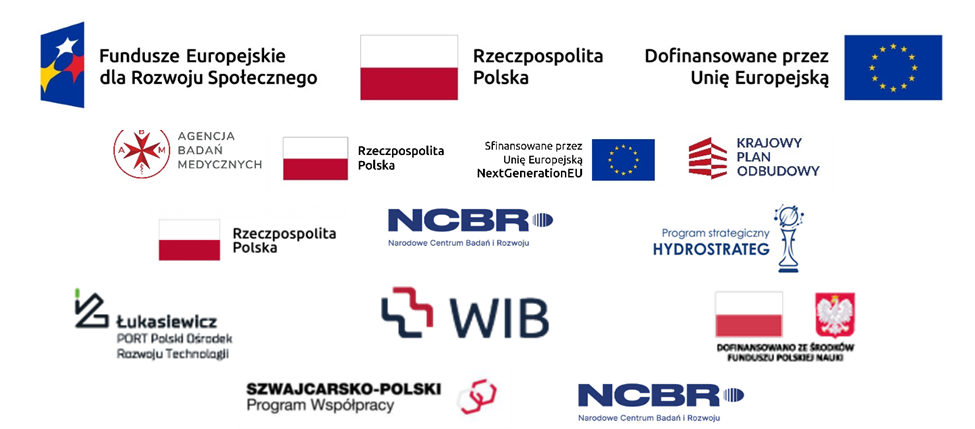 Fundusze Europejskie
dla Rozwoju Społecznego
Rzeczpospolita
Polska
Dofinansowane przez
Unię Europejską
A B M
AGENCJA
BADAŃ
MEDYCZNYCH
Rzeczpospolita
Polska
Sfinansowane przez
Unię Europejską
NextGenerationEU
KRAJOWY
PLAN
ODBUDOWY
Rzeczpospolita
Polska
NCBR
Narodowe Centrum Badań i Rozwoju
Program strategiczny
HYDROSTRATEG
Łukasiewicz
PORT Polski Ośrodek
Rozwoju Technologii
WIB
DOFINANSOWANO ZE ŚRODKÓW
FUNDUSZU POLSKIEJ NAUKI
SZWAJCARSKO-POLSKI
Program Współpracy
NCBR
Narodowe Centrum Badań i Rozwoju